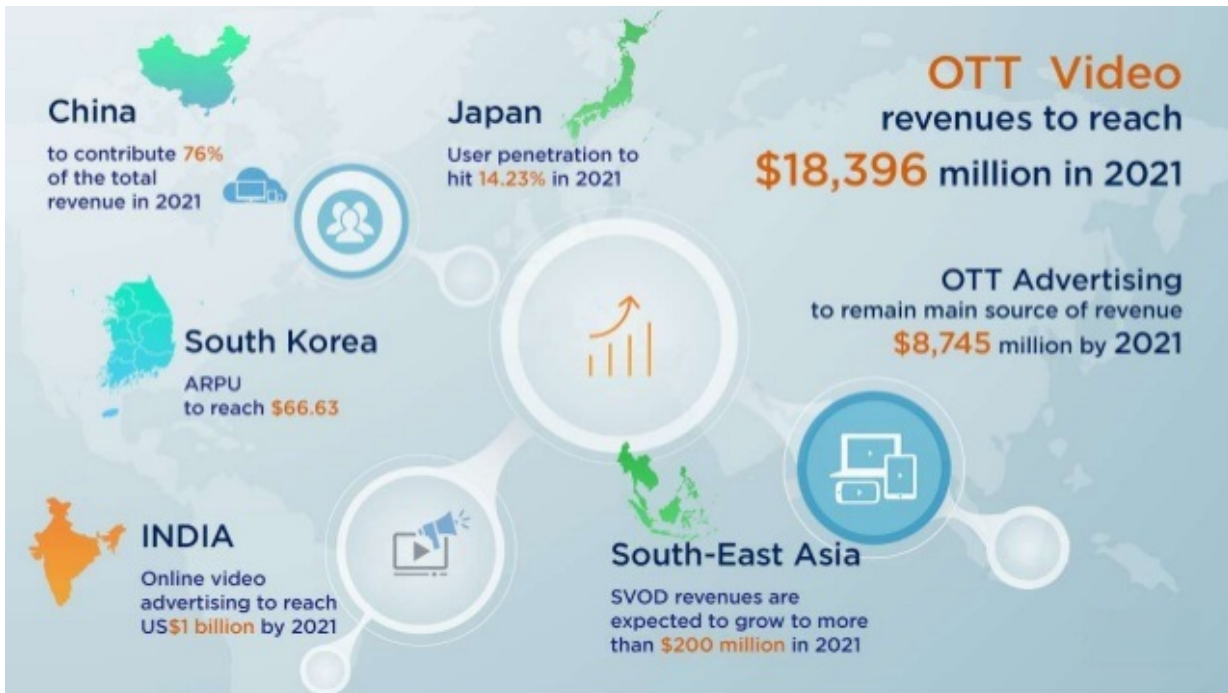 China
to contribute 76%
of the total
revenue in 2021
Japan
User penetration to
hit 14.23% in 2021
OTT Video
revenues to reach
$18,396 million in 2021
OTT Advertising
to remain main source of revenue
$8,745 million by 2021
South Korea
ARPU
to reach $66.63
INDIA
Online video
advertising to reach
US$1 billion by 2021
South-East Asia
SVOD revenues are
expected to grow to more
than $200 million in 2021